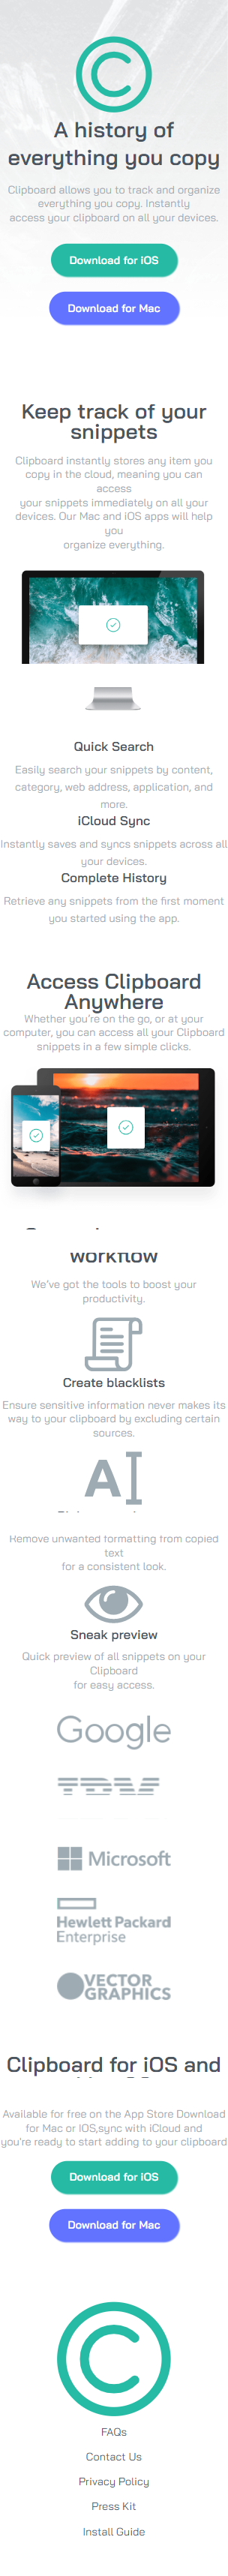 A history of
everything you copy
Clipboard allows you to track and organize
everything you copy. Instantly
access your clipboard on all your devices.
Download for iOS
Download for Mac
Keep track of your
snippets
Clipboard instantly stores any item you
copy in the cloud, meaning you can
access
your snippets immediately on all your
devices. Our Mac and iOS apps will help
you
organize everything.
Quick Search
Easily search your snippets by content,
category, web address, application, and
more.
iCloud Sync
Instantly saves and syncs snippets across all
your devices.
Complete History
Retrieve any snippets from the first moment
you started using the app.
Access Clipboard
Anywhere
Whether you're on the go, or at your
computer, you can access all your Clipboard
snippets in a few simple clicks.
workflow
We've got the tools to boost your
productivity.
Create blacklists
Ensure sensitive information never makes its
way to your clipboard by excluding certain
sources.
A
Remove unwanted formatting from copied
text
for a consistent look.
Sneak preview
Quick preview of all snippets on your
Clipboard
for easy access.
Google
IBM
Microsoft
Hewlett Packard
Enterprise
VECTOR
GRAPHICS
Clipboard for iOS and
Available for free on the App Store Download
for Mac or IOS,sync with iCloud and
you're ready to start adding to your clipboard
Download for iOS
Download for Mac
FAQs
Contact Us
Privacy Policy
Press Kit
Install Guide